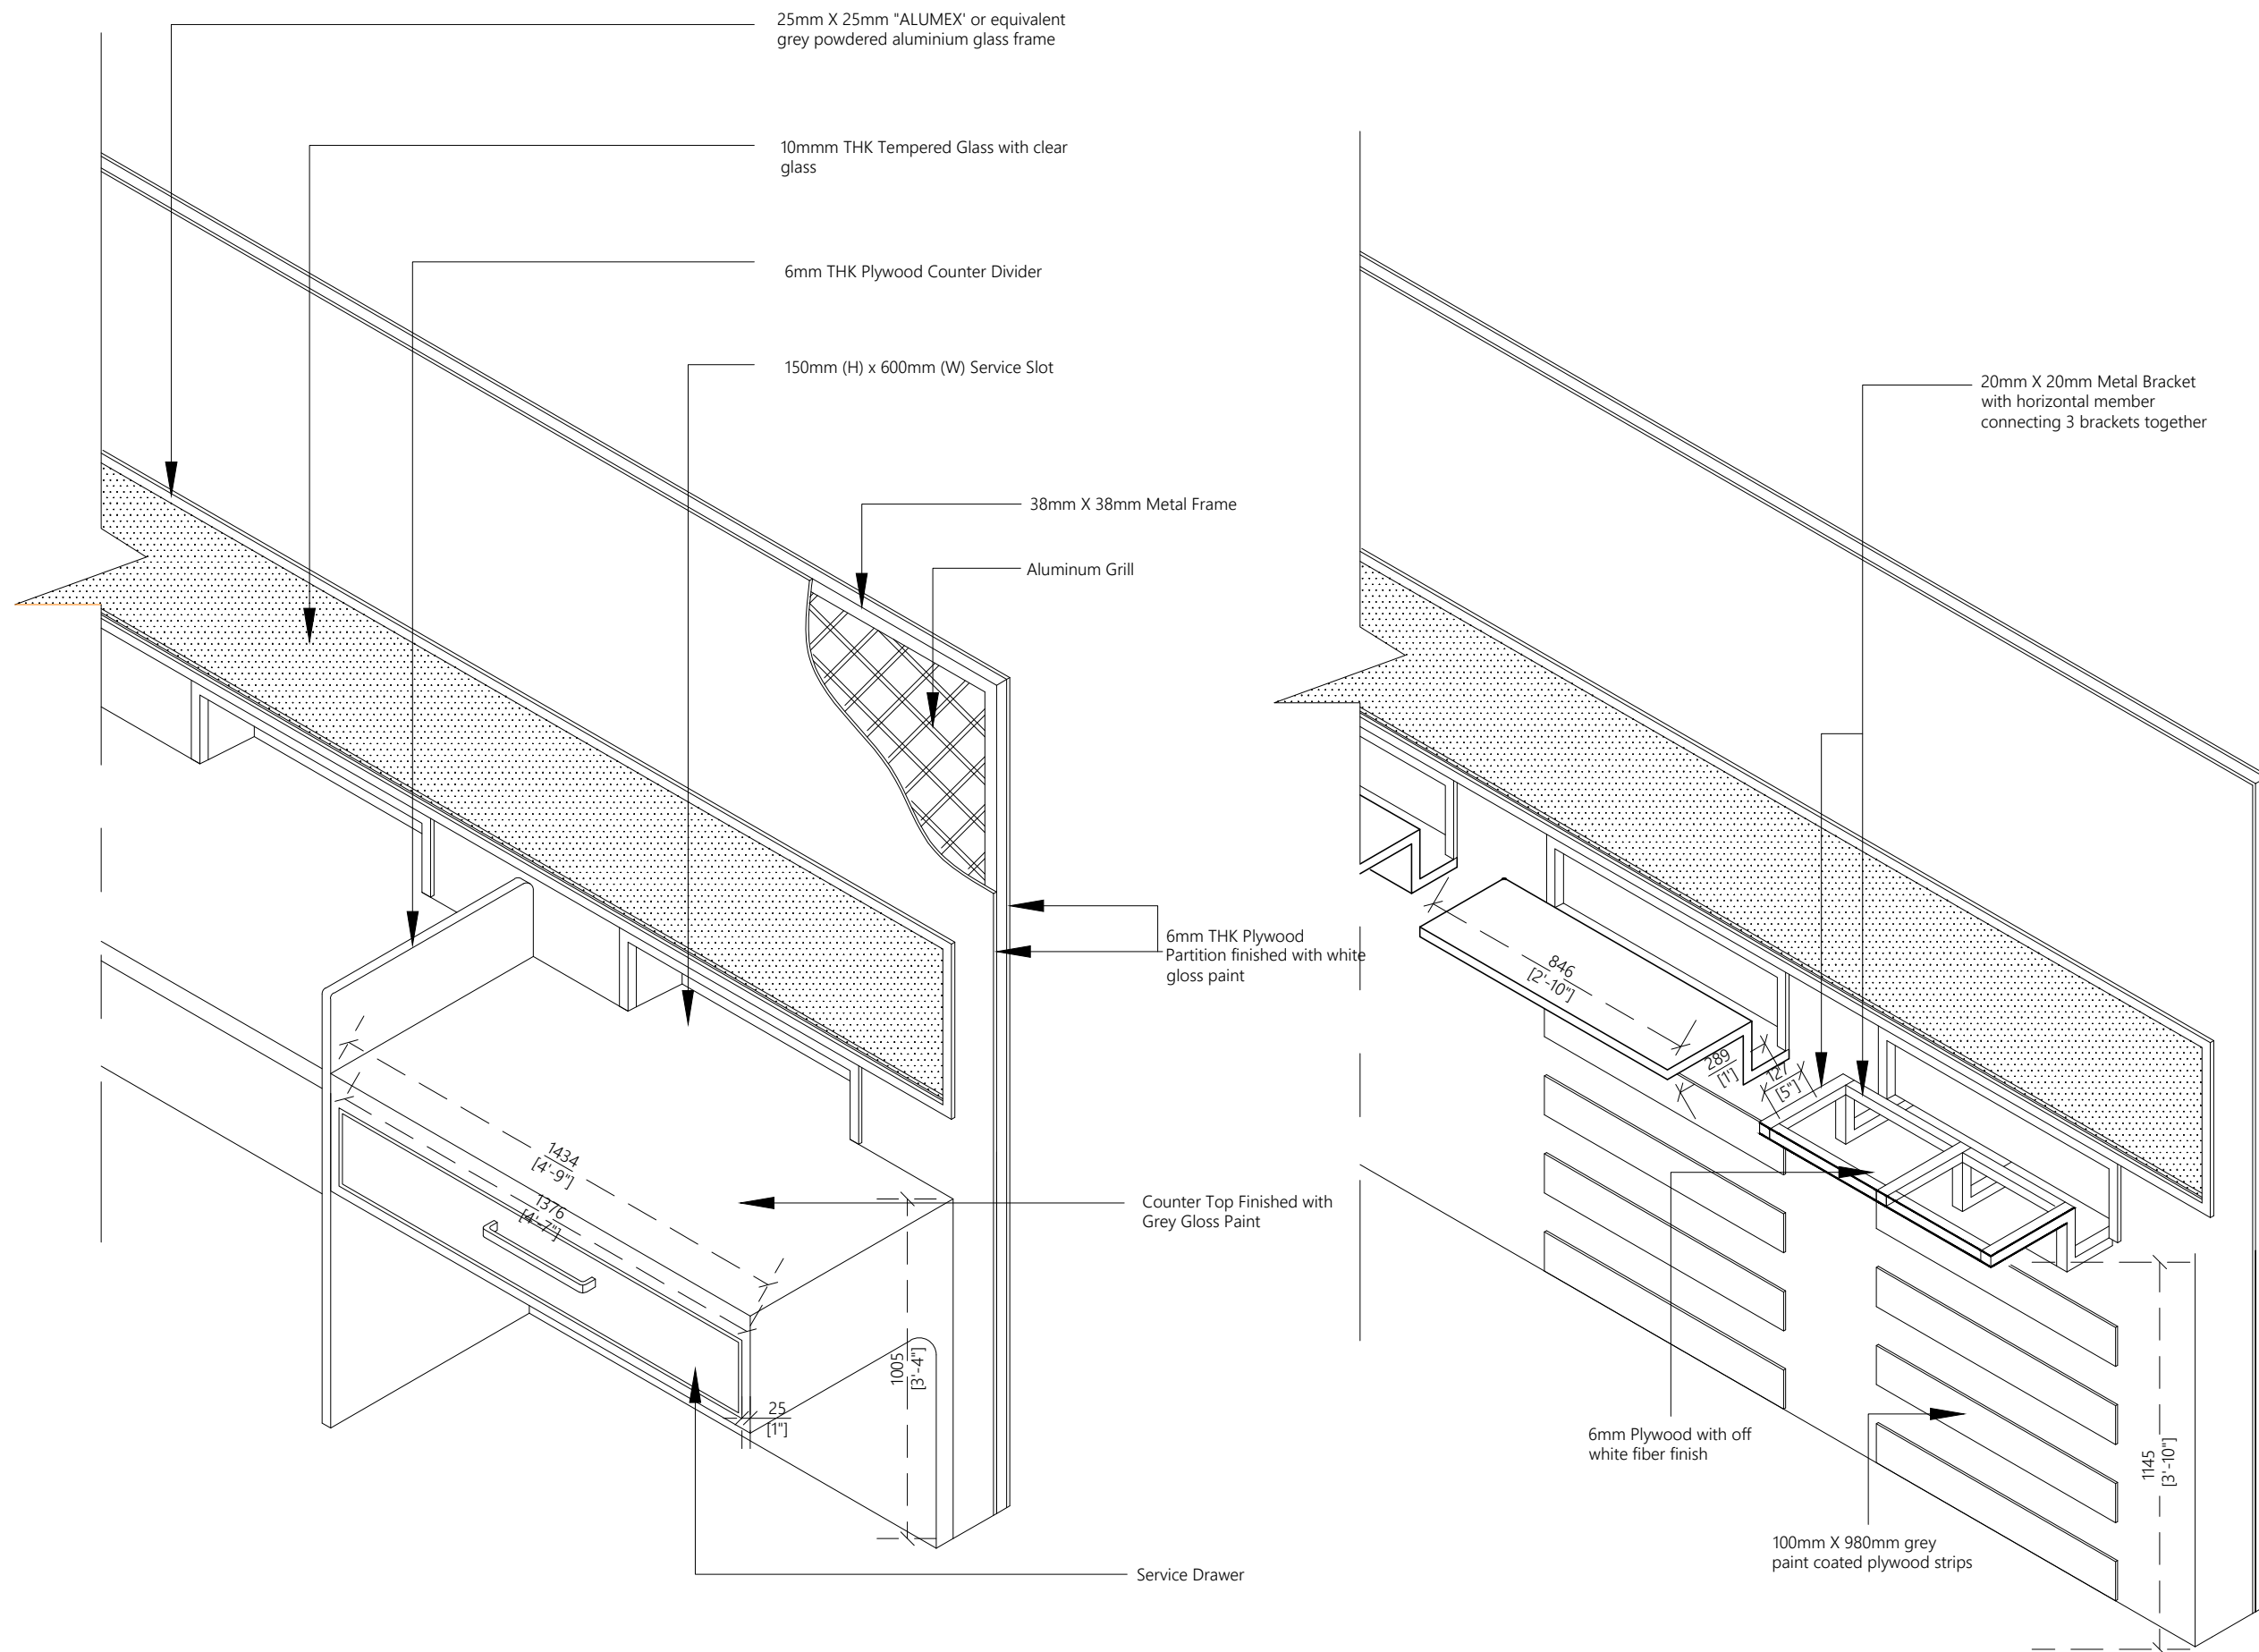 25mm X 25mm "ALUMEX' or equivalent
grey powdered aluminium glass frame
10mmm THK Tempered Glass with clear
glass
6mm THK Plywood Counter Divider
150mm (H) x 600mm (W) Service Slot
38mm X 38mm Metal Frame
Aluminum Grill
6mm THK Plywood
Partition finished with white
gloss paint
1434
[4'-9"]
1376
[4'-7"]
Counter Top Finished with
Grey Gloss Paint
1005
[3'-4"]
25
[1"]
Service Drawer
20mm X 20mm Metal Bracket
with horizontal member
connecting 3 brackets together
846
[2'-10"]
289
[1']
127
[5"]
6mm Plywood with off
white fiber finish
1145
[3'-10"]
100mm X 980mm grey
paint coated plywood strips